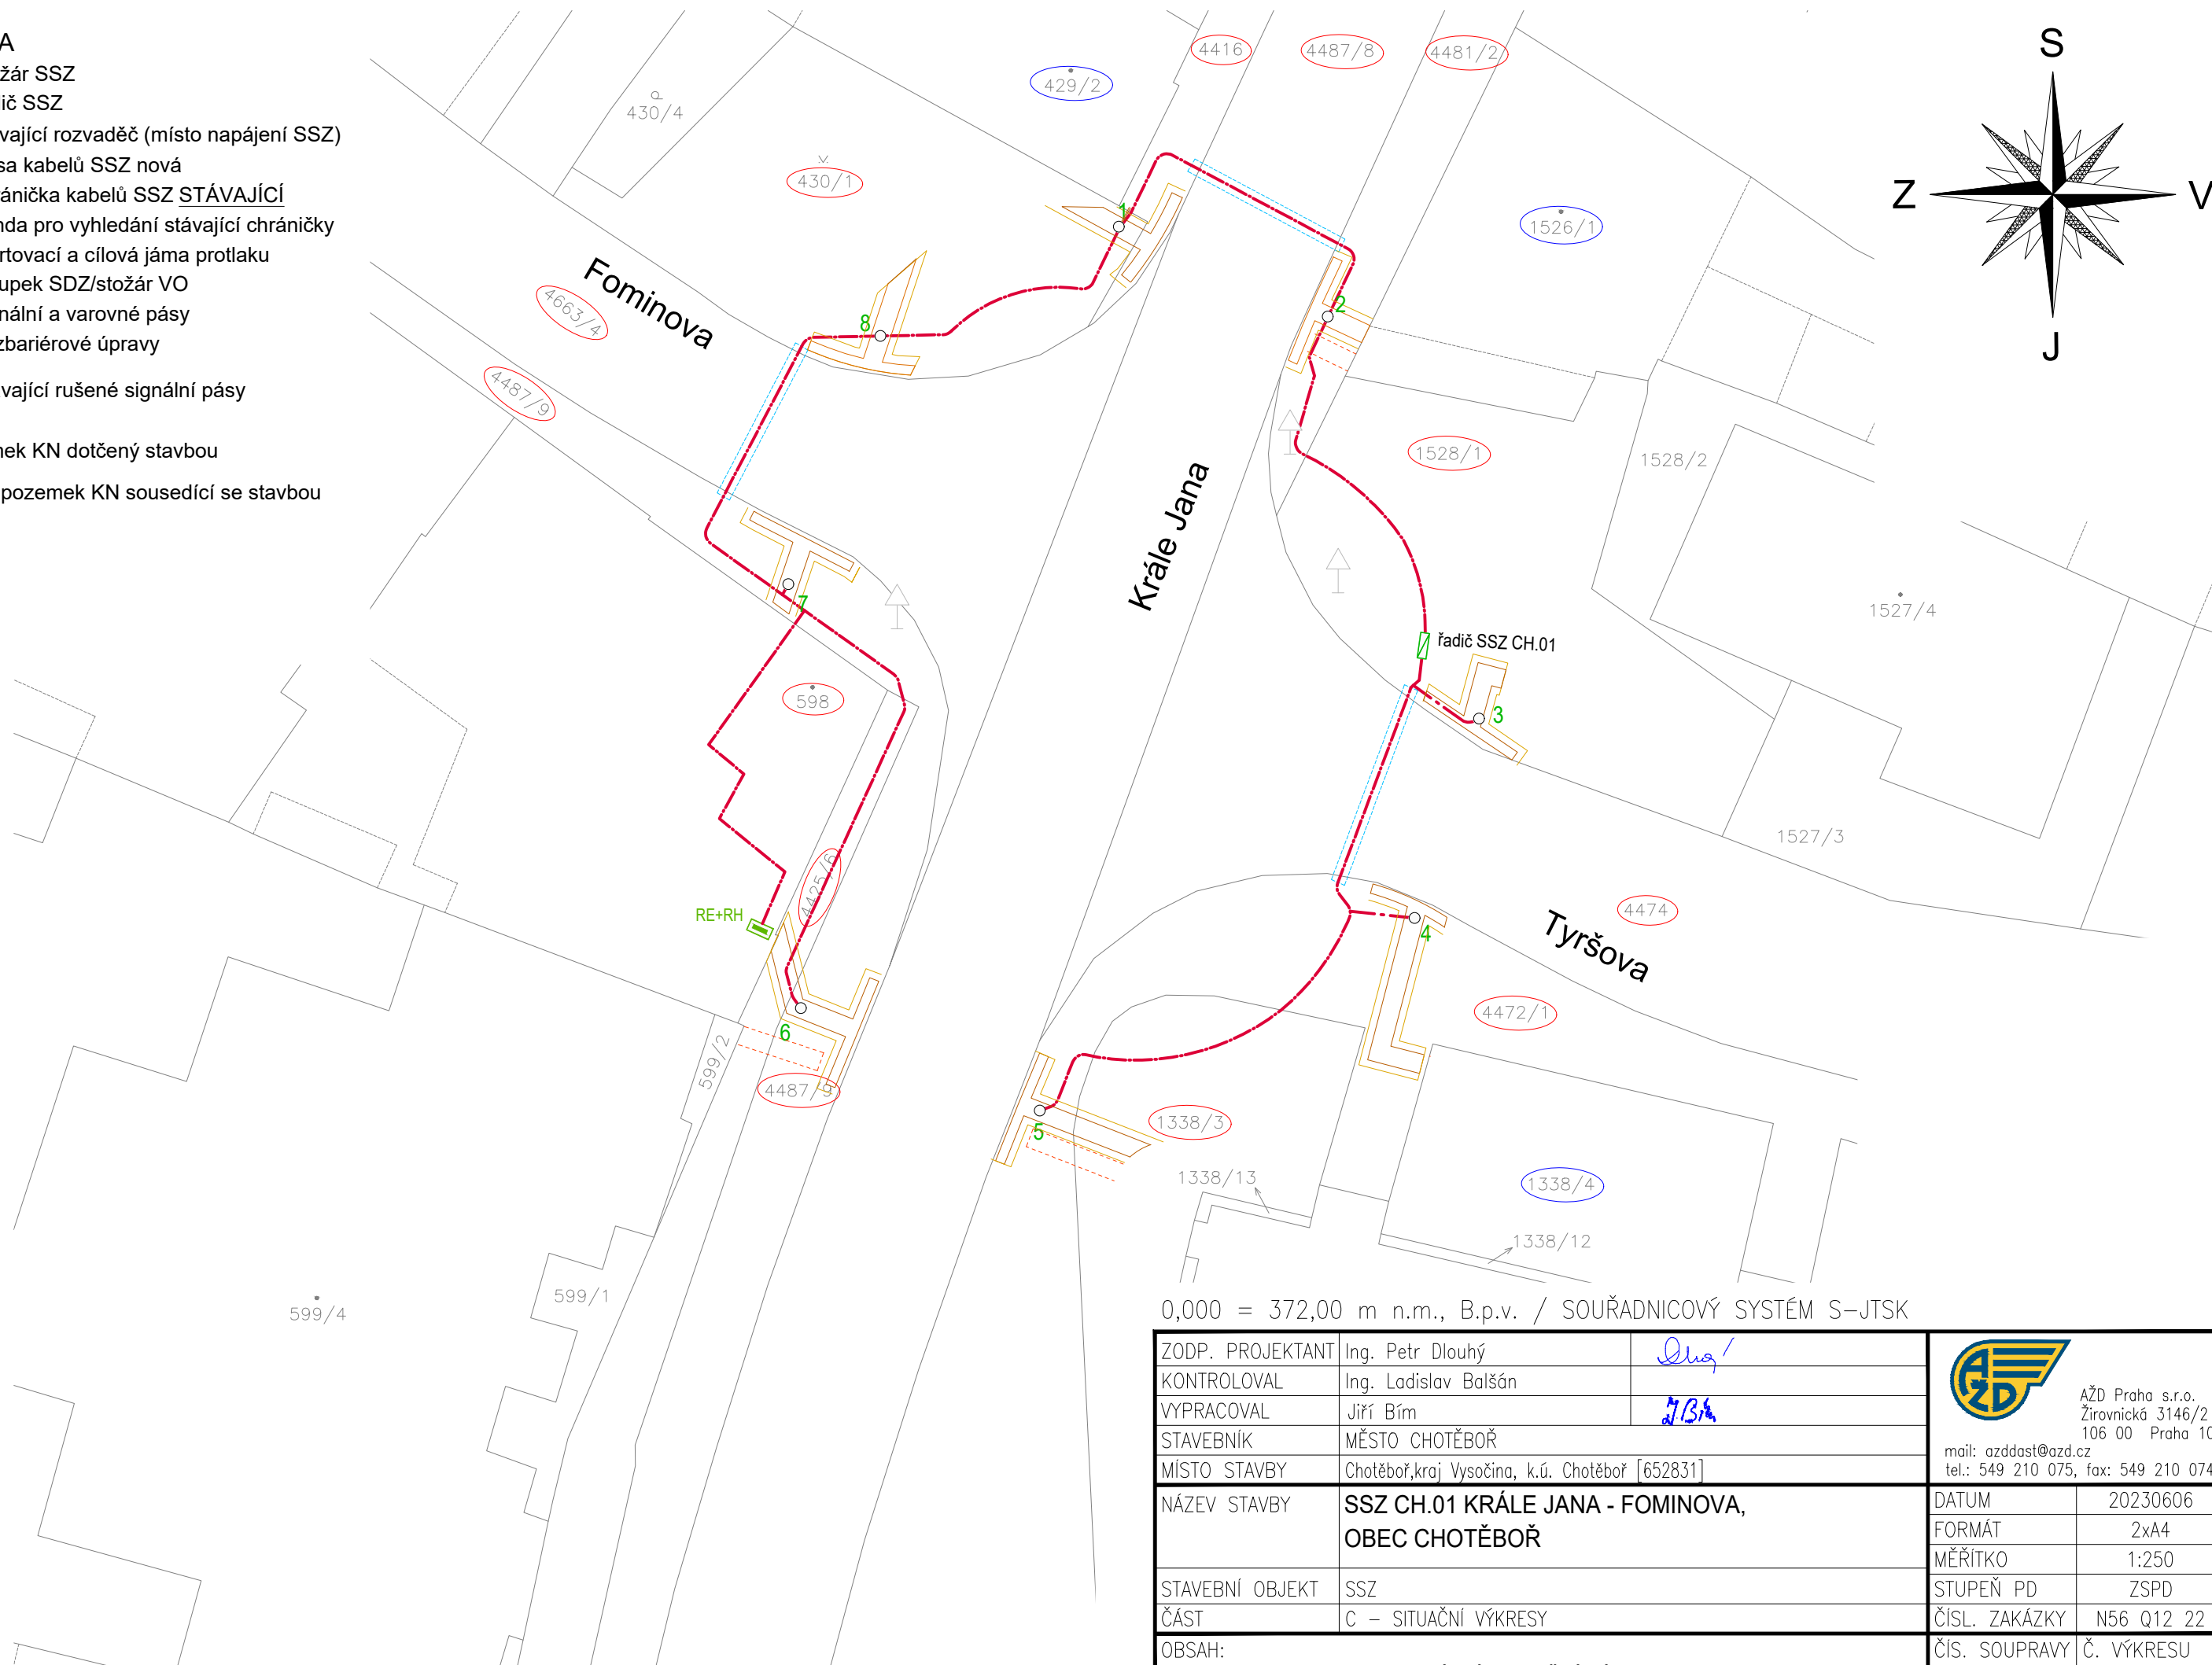 A
žár SSZ
ič SSZ
vající rozvaděč (místo napájení SSZ)
sa kabelů SSZ nová
ránička kabelů SSZ STÁVAJÍCÍ
nda pro vyhledání stávající chráničky
rtovací a cílová jáma protlaku
upek SDZ/stožár VO
nální a varovné pásy
zbariérové úpravy
vající rušené signální pásy
nek KN dotčený stavbou
pozemek KN sousedící se stavbou
4416
4487/8
4481/2
429/2
430/4
430/1
1526/1
S
Z
V
J
1
2
8
Fominova
4663/4
4487/9
Krále Jana
1528/1
1528/2
1527/4
7
řadič SSZ CH.01
598
3
1527/3
4425/6
RE+RH
4
4474
Tyršova
4472/1
6
599/2
4487/9
5
1338/3
1338/13
1338/4
1338/12
599/1
599/4
0,000 = 372,00 m n.m., B.p.v. / SOUŘADNICOVÝ SYSTÉM S-JTSK
ZODP. PROJEKTANT Ing. Petr Dlouhý
KONTROLOVAL Ing. Ladislav Balšán
VYPRACOVAL Jiří Bím
STAVEBNÍK MĚSTO CHOTĚBOŘ
MÍSTO STAVBY Chotěboř,kraj Vysočina, k.ú. Chotěboř [652831]
AŽD
AŽD Praha s.r.o.
Žirovnická 3146/2
106 00 Praha 10
mail: azddast@azd.cz
tel.: 549 210 075, fax: 549 210 074
NÁZEV STAVBY SSZ CH.01 KRÁLE JANA - FOMINOVA,
OBEC CHOTĚBOŘ
DATUM 20230606
FORMÁT 2xA4
MĚŘÍTKO 1:250
STAVEBNÍ OBJEKT SSZ
STUPEŇ PD ZSPD
ČÁST C – SITUAČNÍ VÝKRESY
ČÍSL. ZAKÁZKY N56 Q12 22
OBSAH:
ČÍS. SOUPRAVY Č. VÝKRESU